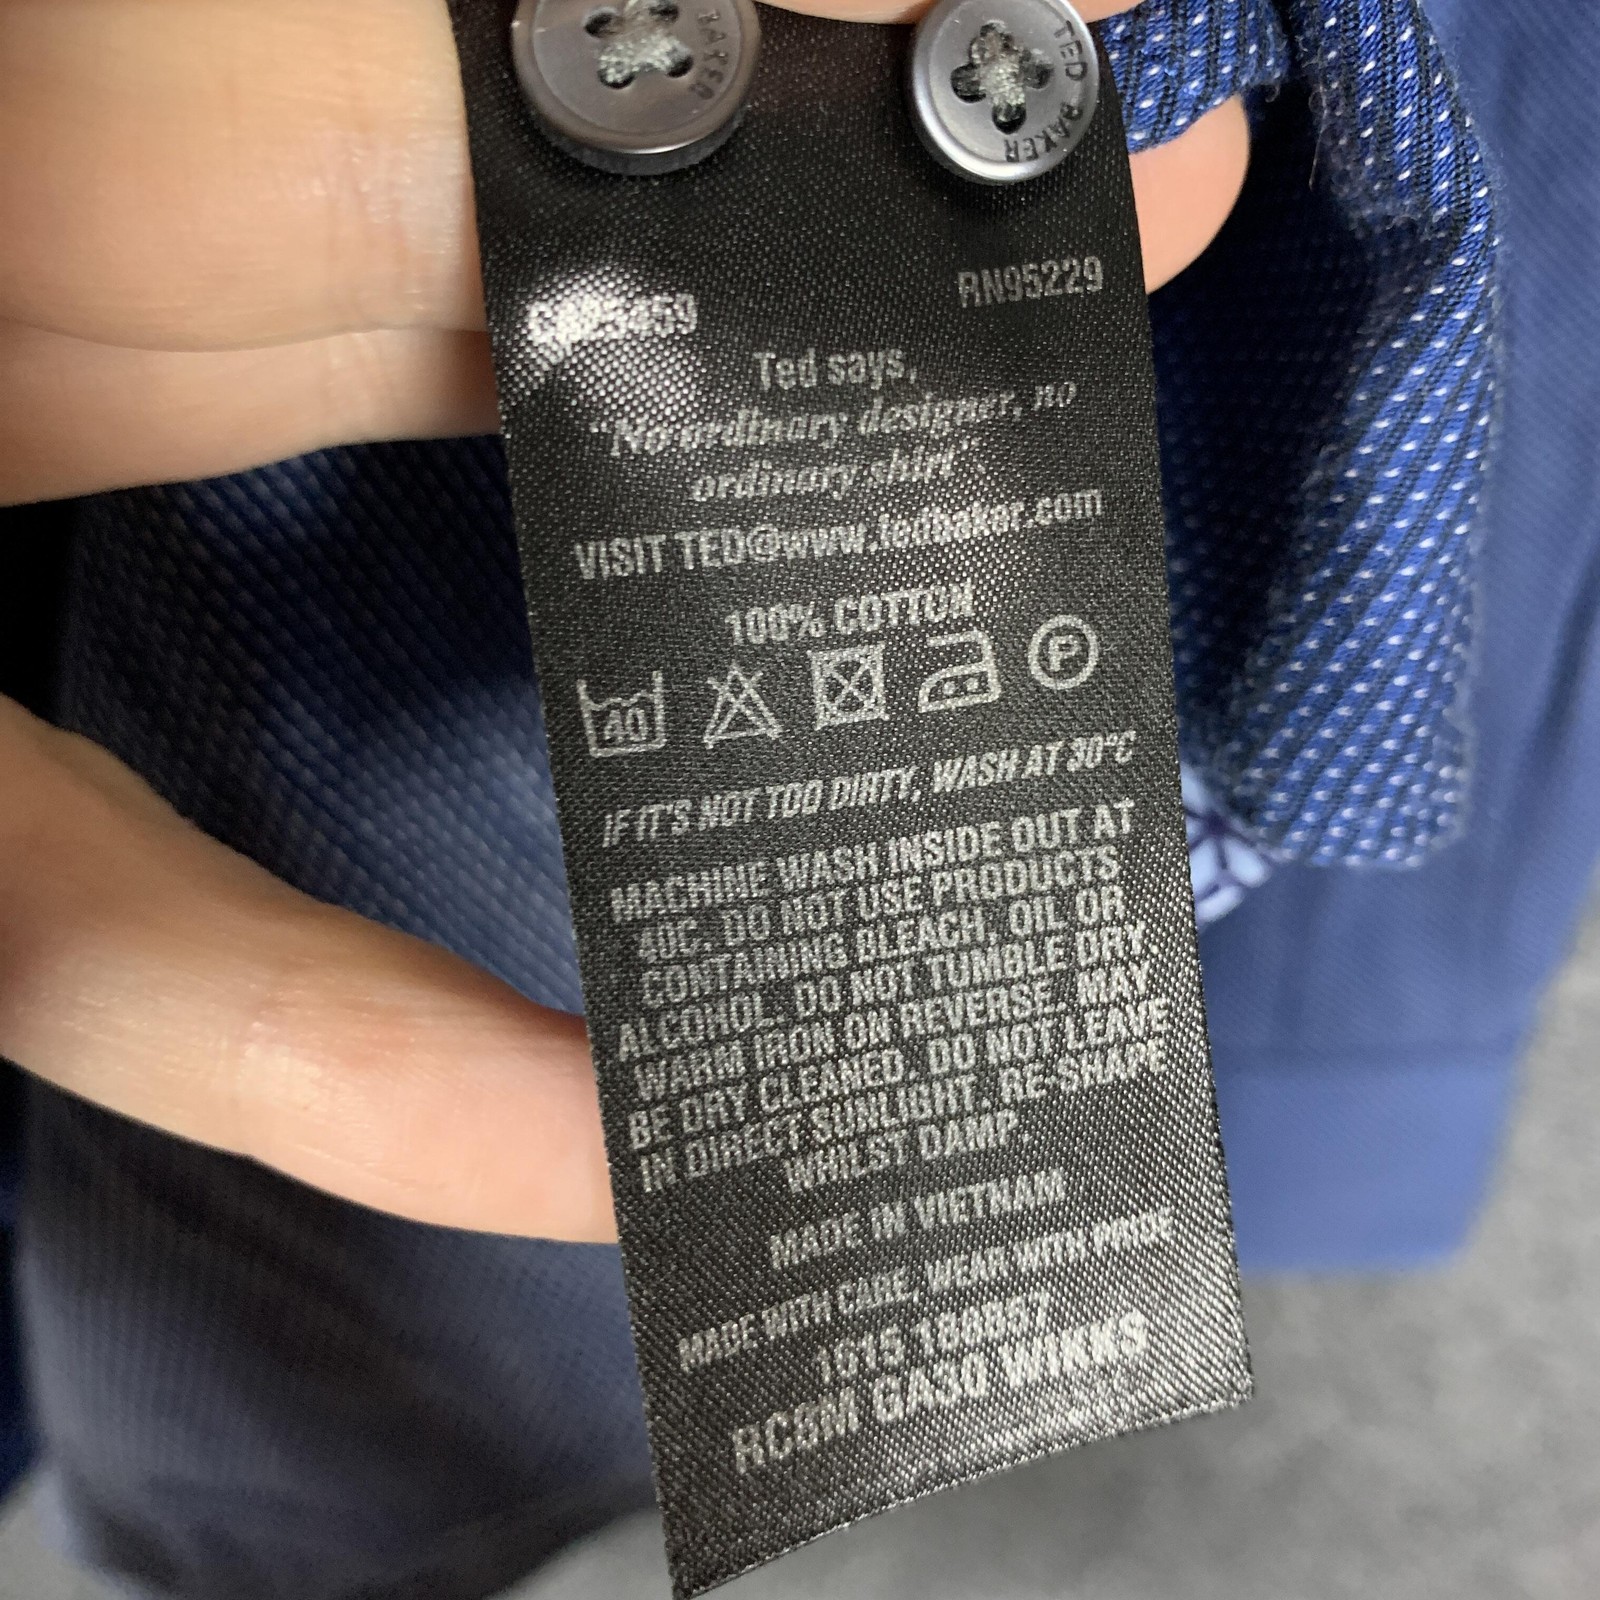 BAKER
TED BAKER
RN95229
Ted says,
"No ordinary designer, no
ordinary shirt".
VISIT TED@www.tedbaker.com
100% COTTON
40
P
IF IT'S NOT TOO DIRTY, WASH AT 30°C
MACHINE WASH INSIDE OUT AT
40C. DO NOT USE PRODUCTS
CONTAINING BLEACH, OIL OR
ALCOHOL. DO NOT TUMBLE DRY.
WARM IRON ON REVERSE. MAY
BE DRY CLEANED. DO NOT LEAVE
IN DIRECT SUNLIGHT. RE-SHAPE
WHILST DAMP.
MADE IN VIETNAM
MADE WITH CARE, WEAR WITH PRIDE
RC8M GA30 WIKKS